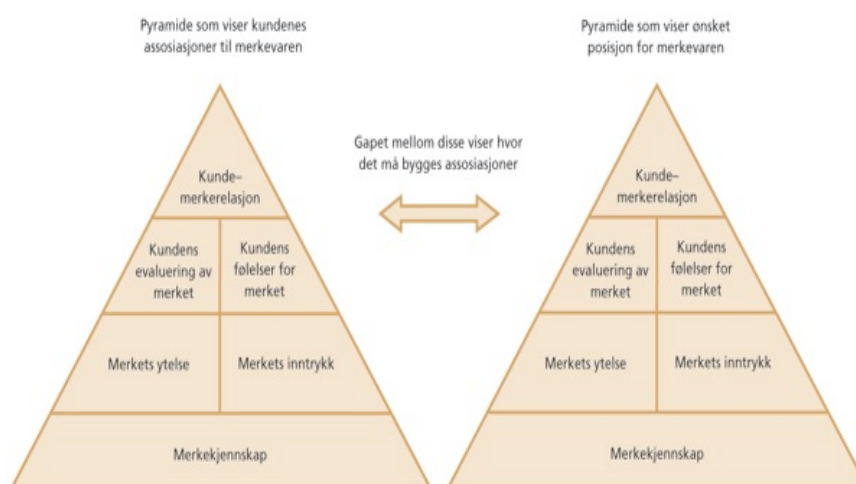 Pyramide som viser kundenes
assosiasjoner til merkevaren
Pyramide som viser ønsket
posisjon for merkevaren
Gapet mellom disse viser hvor
det må bygges assosiasjoner
Kunde–
merkerelasjon
Kundens
evaluering av
merket
Kundens
følelser for
merket
Merkets ytelse
Merkets inntrykk
Merkekjennskap
Kunde–
merkerelasjon
Kundens
evaluering av
merket
Kundens
følelser for
merket
Merkets ytelse
Merkets inntrykk
Merkekjennskap